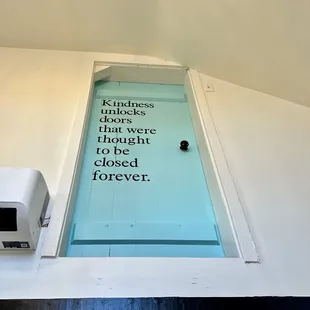 Kindness
unlocks
doors
that were
thought
to be
closed
forever.